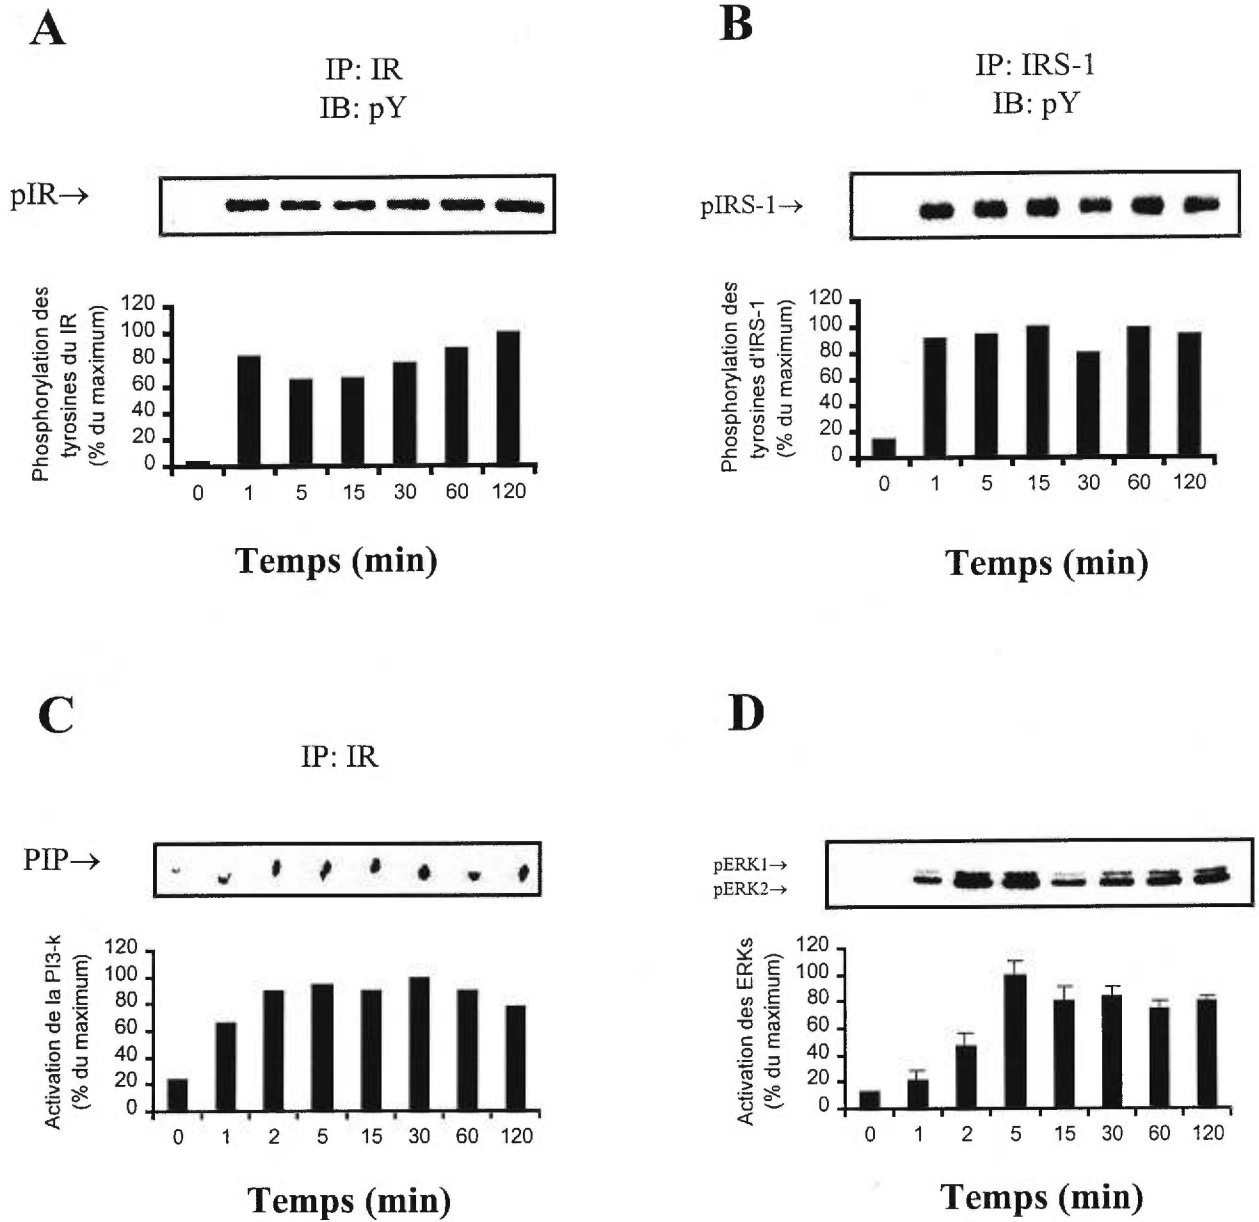 A
IP: IR
IB: pY
pIR→
Phosphorylation des
tyrosines du IR
(% du maximum)
120
100
80
60
40
20
0
0 1 5 15 30 60 120
Temps (min)
B
IP: IRS-1
IB: pY
pIRS-1→
Phosphorylation des
tyrosines d'IRS-1
(% du maximum)
120
100
80
60
40
20
0
0 1 5 15 30 60 120
Temps (min)
C
IP: IR
PIP→
Activation de la PI3-k
(% du maximum)
120
100
80
60
40
20
0
0 1 2 5 15 30 60 120
Temps (min)
D
pERK1→
pERK2→
Activation des ERKs
(% du maximum)
120
100
80
60
40
20
0
0 1 2 5 15 30 60 120
Temps (min)